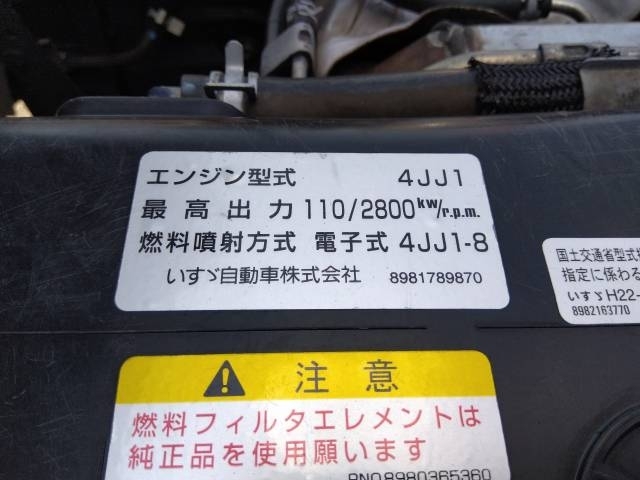 エンジン型式 4JJ1
最高出力 110/2800kW/r.p.m.
燃料噴射方式 電子式 4JJ1-8
いすゞ自動車株式会社 8981789870
国土交通省型式
指定に係わる
いすゞH22-
8982163770
注意
燃料フィルタエレメントは
純正品を使用願います
PNO.8980365360